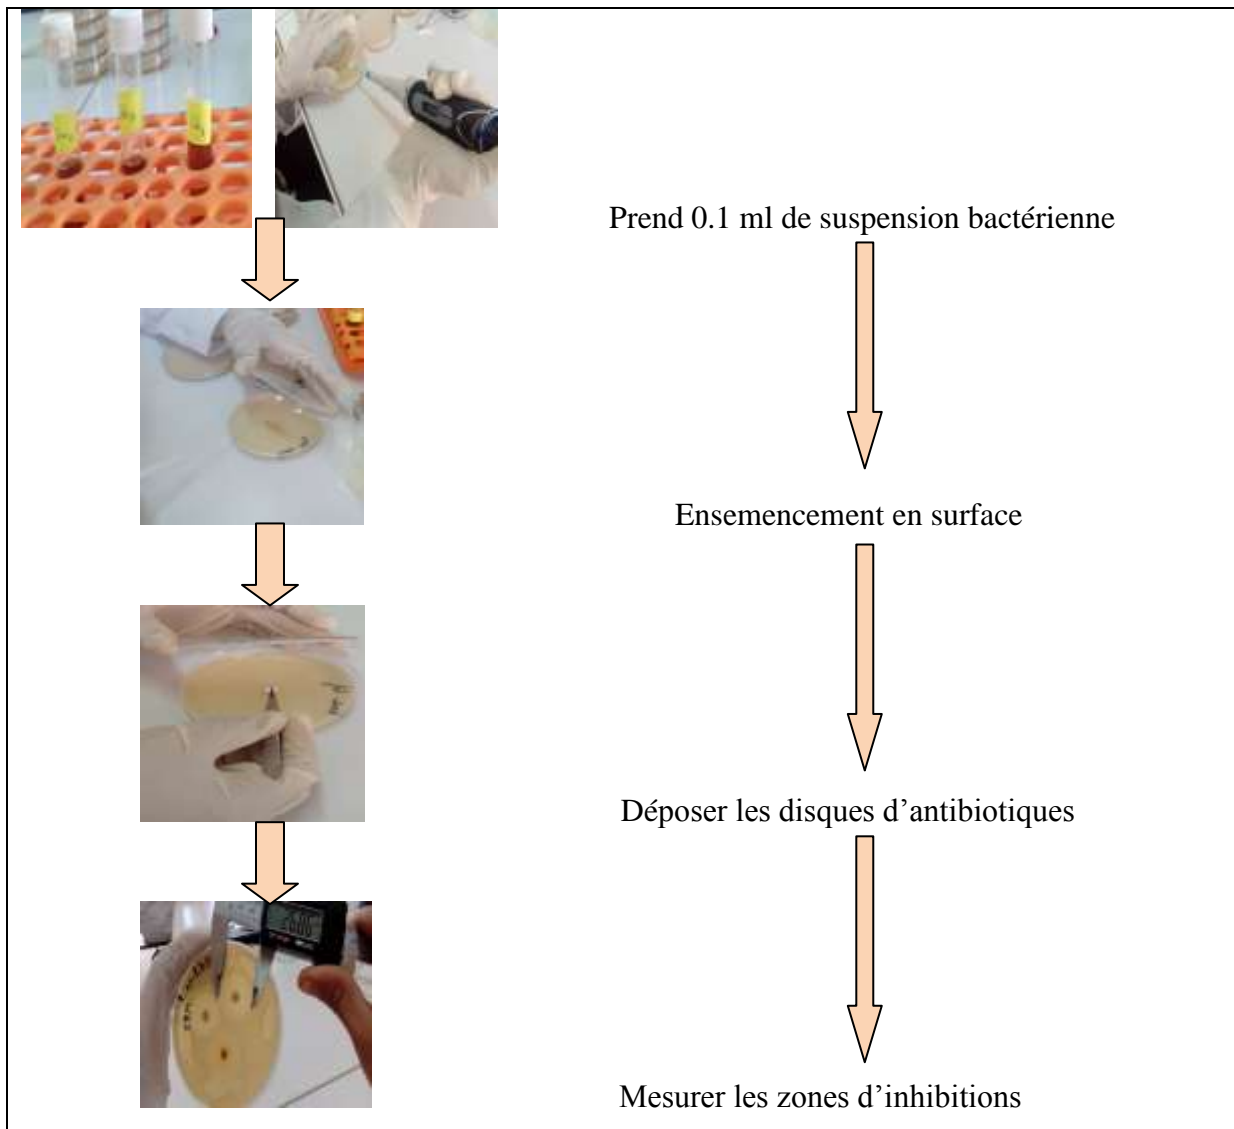 Prend 0.1 ml de suspension bactérienne
Ensemencement en surface
Déposer les disques d’antibiotiques
Mesurer les zones d’inhibitions